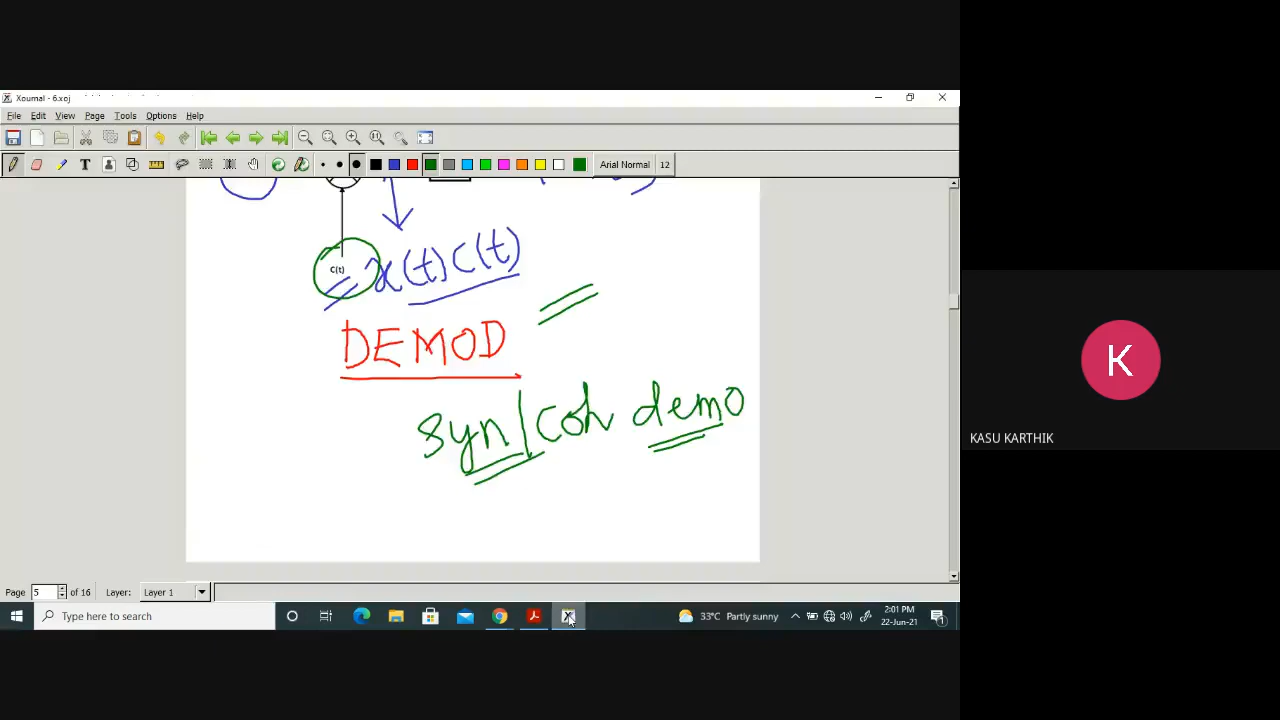 Xournal - 6.xoj
File Edit View Page Tools Options Help
Arial Normal 12
C(t)
= x(t) c(t)
DEMOD
syn | coh demo
K
KASU KARTHIK
Page 5 of 16 Layer: Layer 1
Type here to search
33°C Partly sunny
2:01 PM
22-Jun-21
1